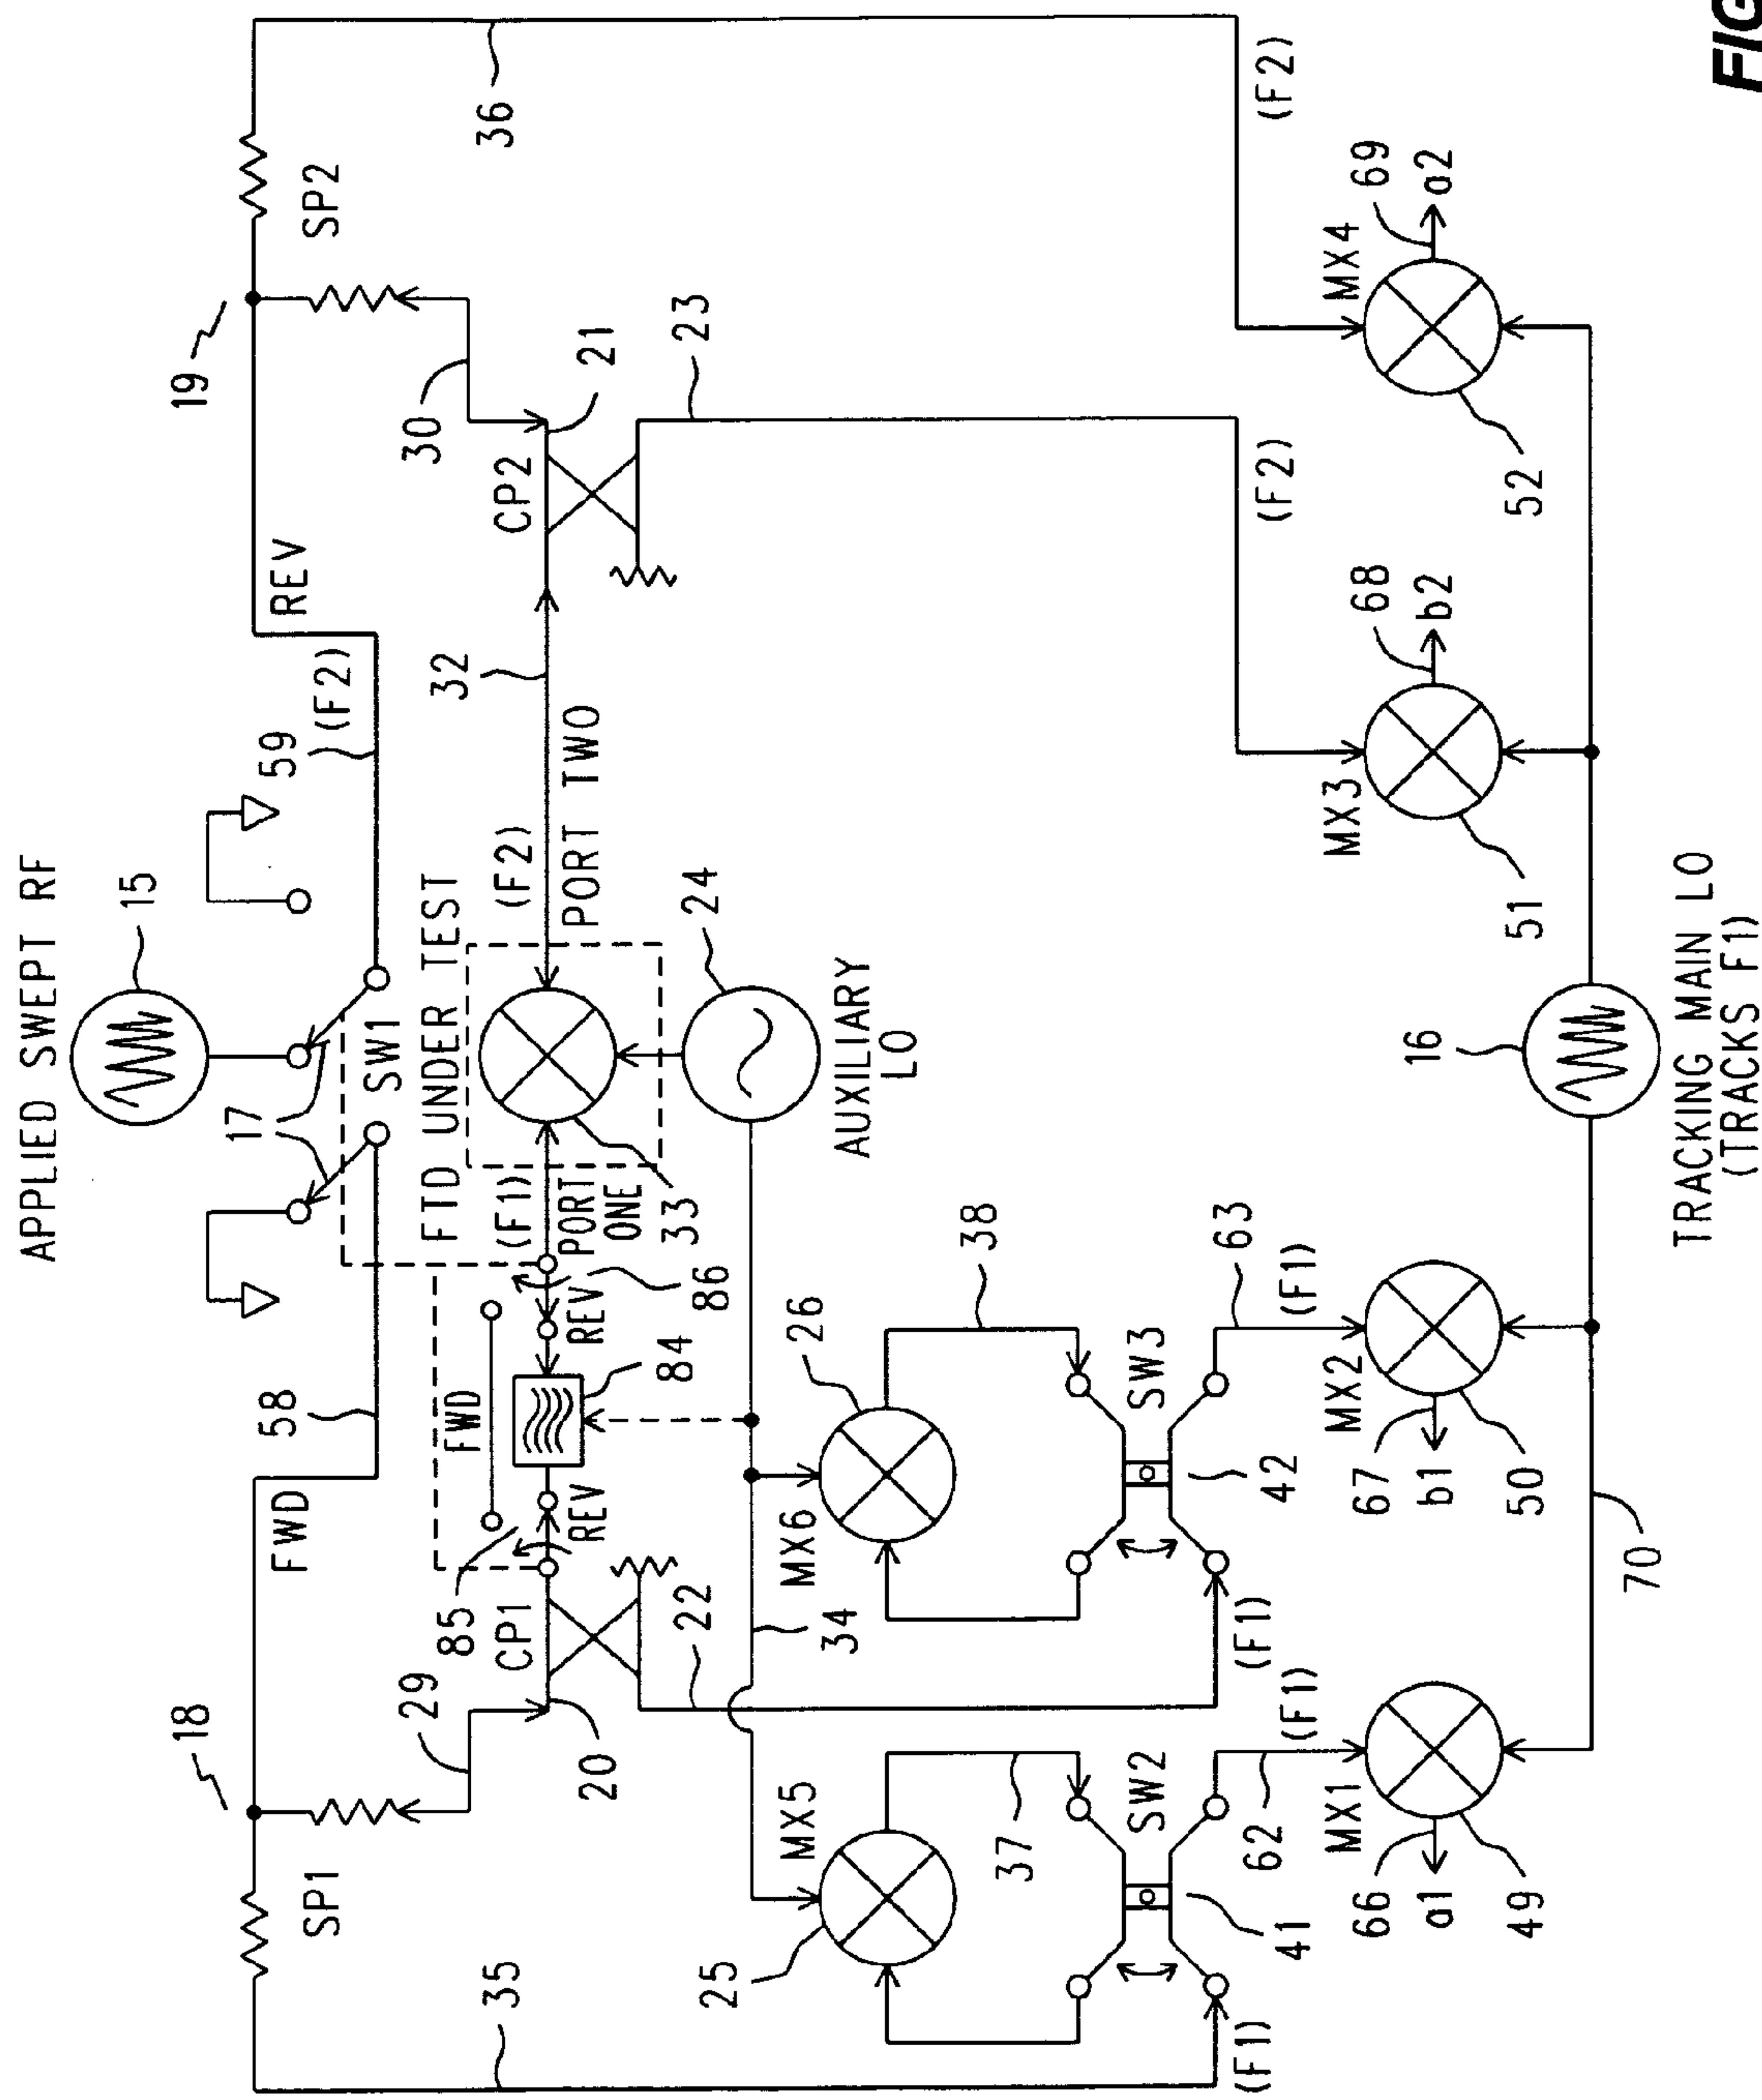 APPLIED SWEPT RF
15
17
SW1
59
(F2)
58
FWD
REV
18
19
SP1
SP2
35
36
29
30
20
21
CP1
CP2
85
REV
FWD
84
REV
86
FTD UNDER TEST
(F1)
PORT
ONE
33
(F2)
PORT TWO
32
24
AUXILIARY
LO
22
23
34
MX5
25
37
SW2
41
MX6
26
38
SW3
42
(F1)
62
(F1)
(F1)
63
(F1)
(F2)
(F2)
MX1
66
a1
49
MX2
67
b1
50
MX3
68
b2
51
MX4
69
a2
52
70
16
TRACKING MAIN LO
(TRACKS F1)
FIG